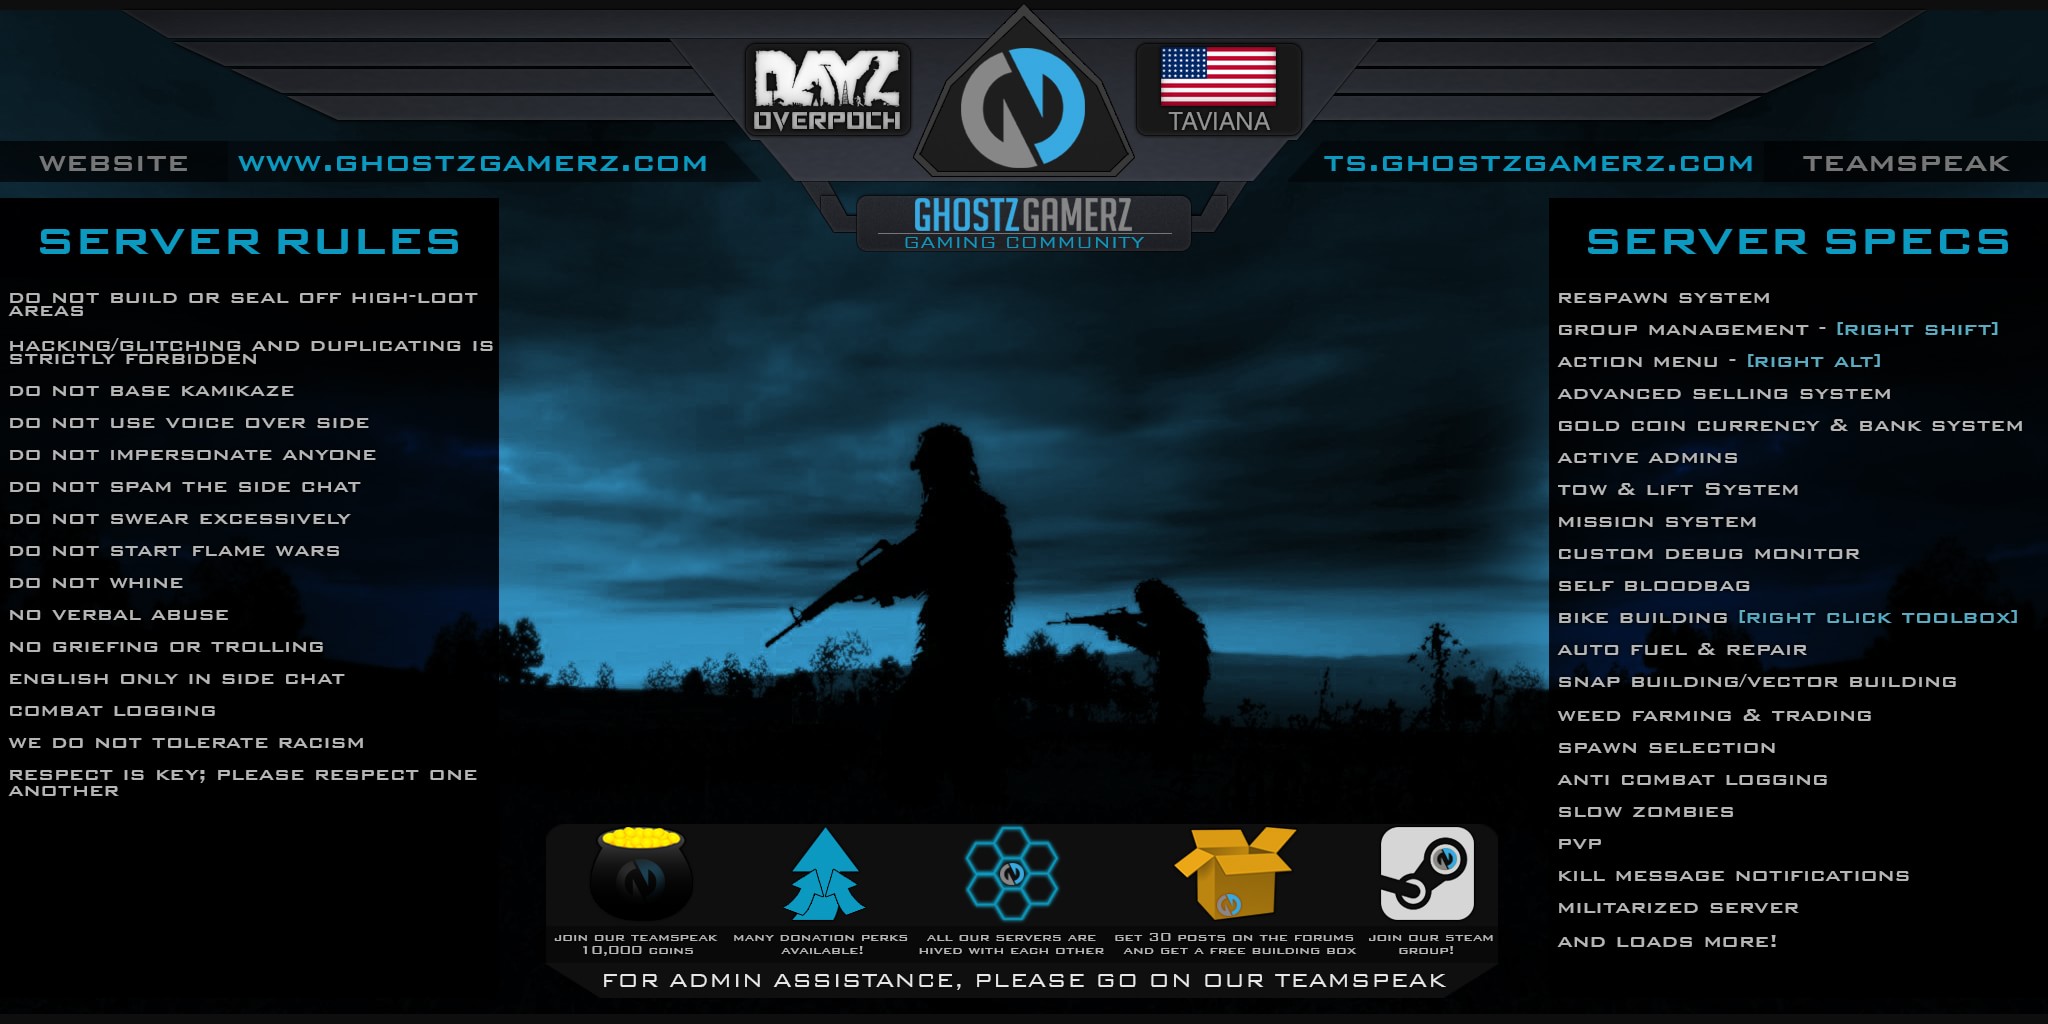 DAYZ
OVERPOCH
TAVIANA
WEBSITE WWW.GHOSTZGAMERZ.COM
TS.GHOSTZGAMERZ.COM TEAMSPEAK
GHOSTZGAMERZ
GAMING COMMUNITY
SERVER RULES
DO NOT BUILD OR SEAL OFF HIGH-LOOT
AREAS
HACKING/GLITCHING AND DUPLICATING IS
STRICTLY FORBIDDEN
DO NOT BASE KAMIKAZE
DO NOT USE VOICE OVER SIDE
DO NOT IMPERSONATE ANYONE
DO NOT SPAM THE SIDE CHAT
DO NOT SWEAR EXCESSIVELY
DO NOT START FLAME WARS
DO NOT WHINE
NO VERBAL ABUSE
NO GRIEFING OR TROLLING
ENGLISH ONLY IN SIDE CHAT
COMBAT LOGGING
WE DO NOT TOLERATE RACISM
RESPECT IS KEY; PLEASE RESPECT ONE
ANOTHER
SERVER SPECS
RESPAWN SYSTEM
GROUP MANAGEMENT - [RIGHT SHIFT]
ACTION MENU - [RIGHT ALT]
ADVANCED SELLING SYSTEM
GOLD COIN CURRENCY & BANK SYSTEM
ACTIVE ADMINS
TOW & LIFT SYSTEM
MISSION SYSTEM
CUSTOM DEBUG MONITOR
SELF BLOODBAG
BIKE BUILDING [RIGHT CLICK TOOLBOX]
AUTO FUEL & REPAIR
SNAP BUILDING/VECTOR BUILDING
WEED FARMING & TRADING
SPAWN SELECTION
ANTI COMBAT LOGGING
SLOW ZOMBIES
PVP
KILL MESSAGE NOTIFICATIONS
MILITARIZED SERVER
AND LOADS MORE!
JOIN OUR TEAMSPEAK
10,000 COINS
MANY DONATION PERKS
AVAILABLE!
ALL OUR SERVERS ARE
HIVED WITH EACH OTHER
GET 30 POSTS ON THE FORUMS
AND GET A FREE BUILDING BOX
JOIN OUR STEAM
GROUP!
FOR ADMIN ASSISTANCE, PLEASE GO ON OUR TEAMSPEAK